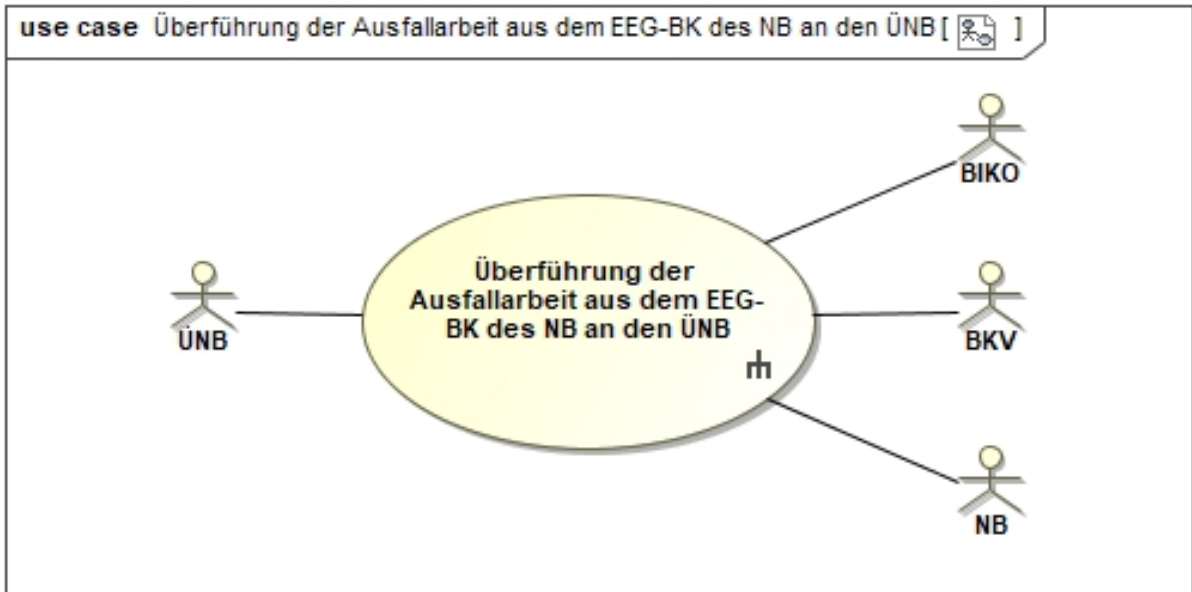 use case Überführung der Ausfallarbeit aus dem EEG-BK des NB an den ÜNB [ ]
BIKO
Überführung der
Ausfallarbeit aus dem EEG-
BK des NB an den ÜNB
ÜNB
BKV
NB